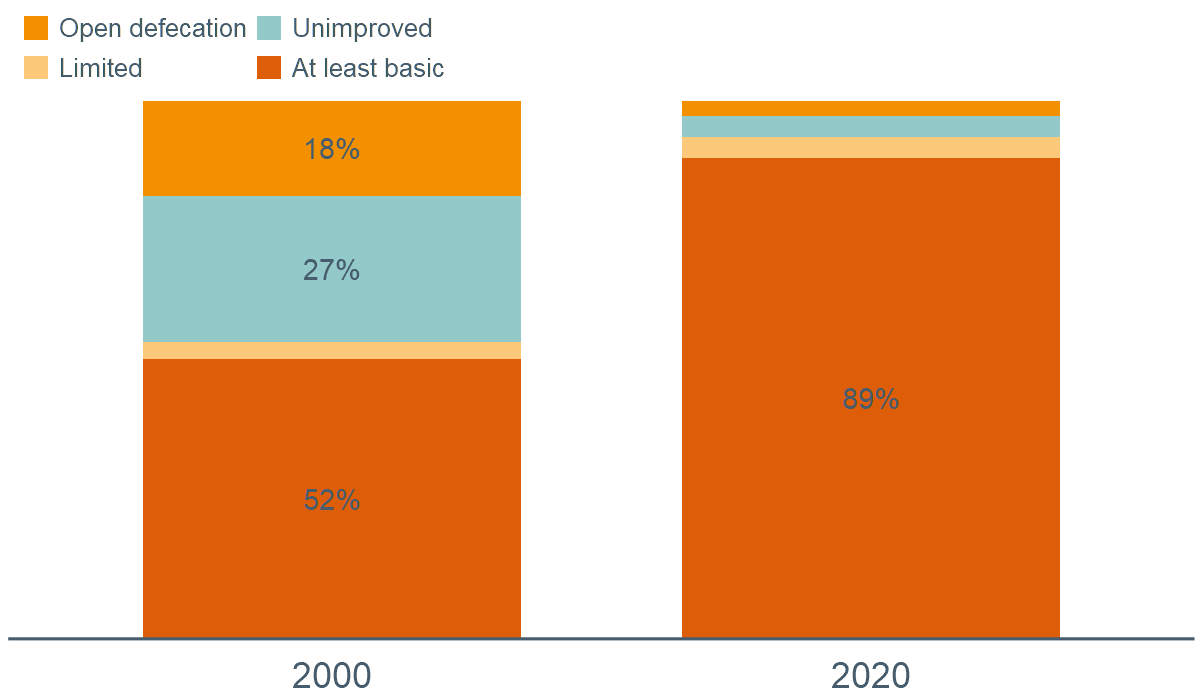 Open defecation Unimproved
Limited At least basic
18%
27%
89%
52%
2000 2020